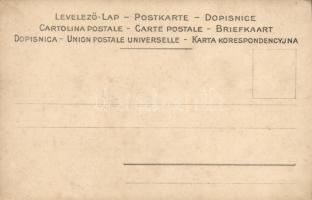 LEVELEZŐ-LAP – POSTKARTE – DOPISNICE
CARTOLINA POSTALE – CARTE POSTALE – BRIEFKAART
DOPISNICA – UNION POSTALE UNIVERSELLE – KARTA KORESPONDENCYJNA